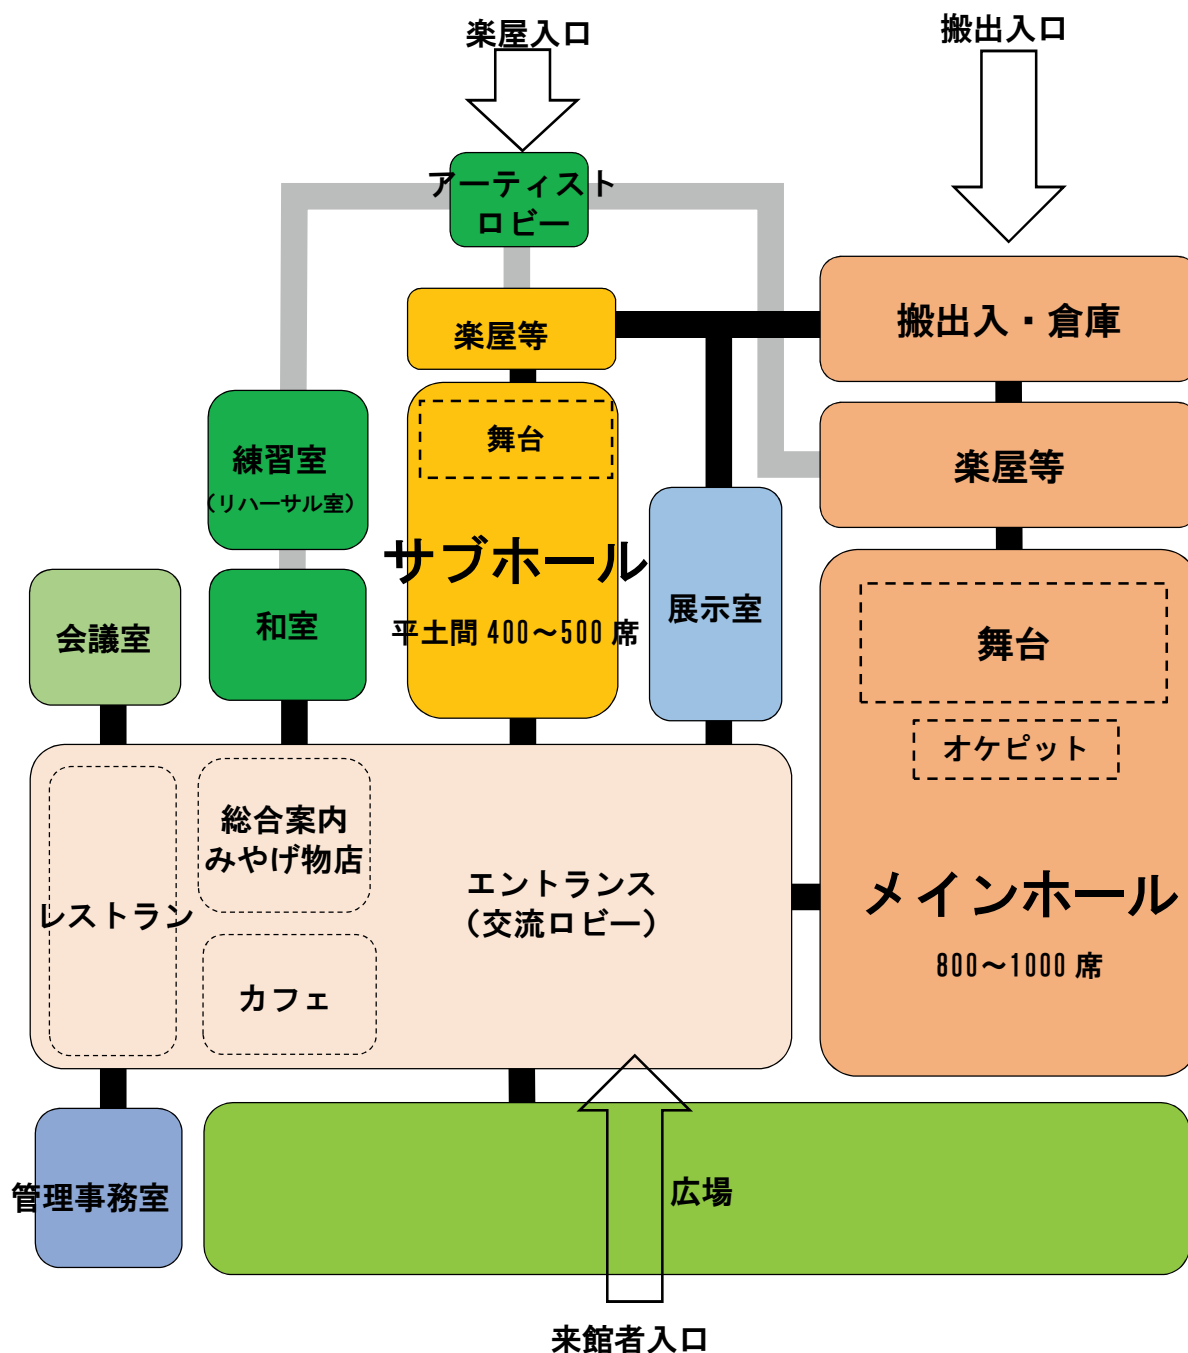 楽屋入口
搬出入口
アーティスト
ロビー
楽屋等
搬出入・倉庫
舞台
楽屋等
練習室
（リハーサル室）
サブホール
平土間 400～500 席
展示室
会議室
和室
舞台
オケピット
メインホール
800～1000 席
総合案内
みやげ物店
レストラン
カフェ
エントランス
（交流ロビー）
管理事務室
広場
来館者入口